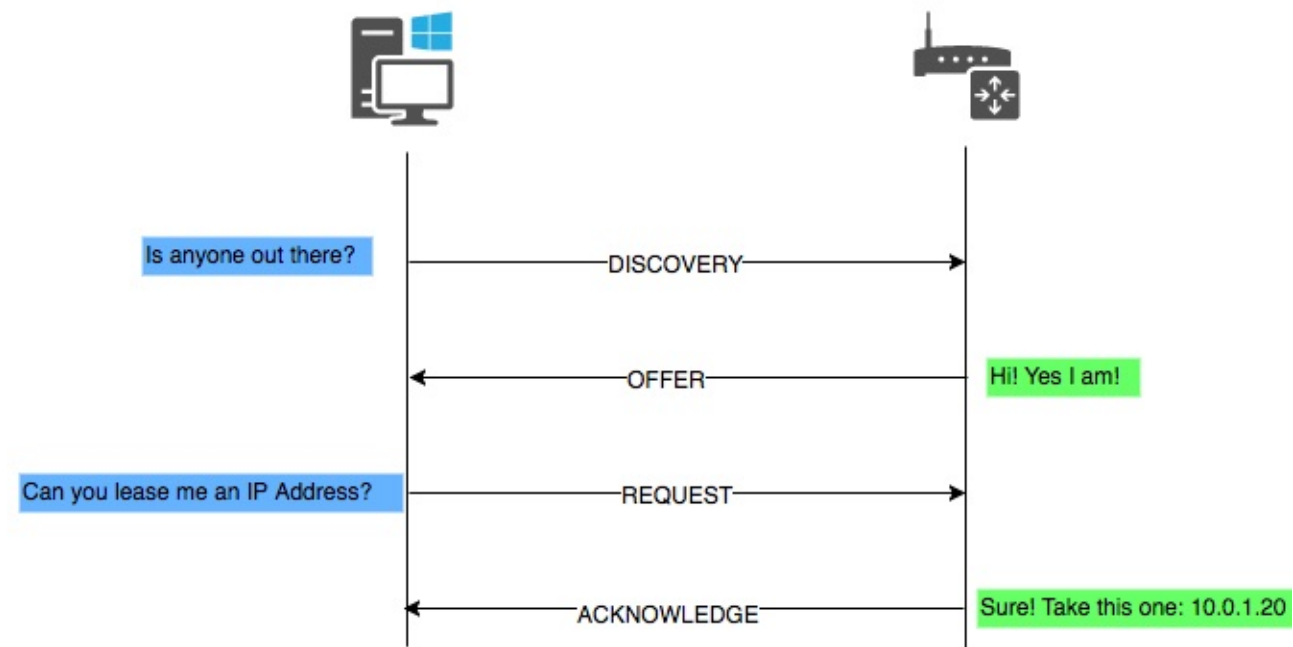 Is anyone out there?
DISCOVERY
OFFER
Hi! Yes I am!
Can you lease me an IP Address?
REQUEST
ACKNOWLEDGE
Sure! Take this one: 10.0.1.20